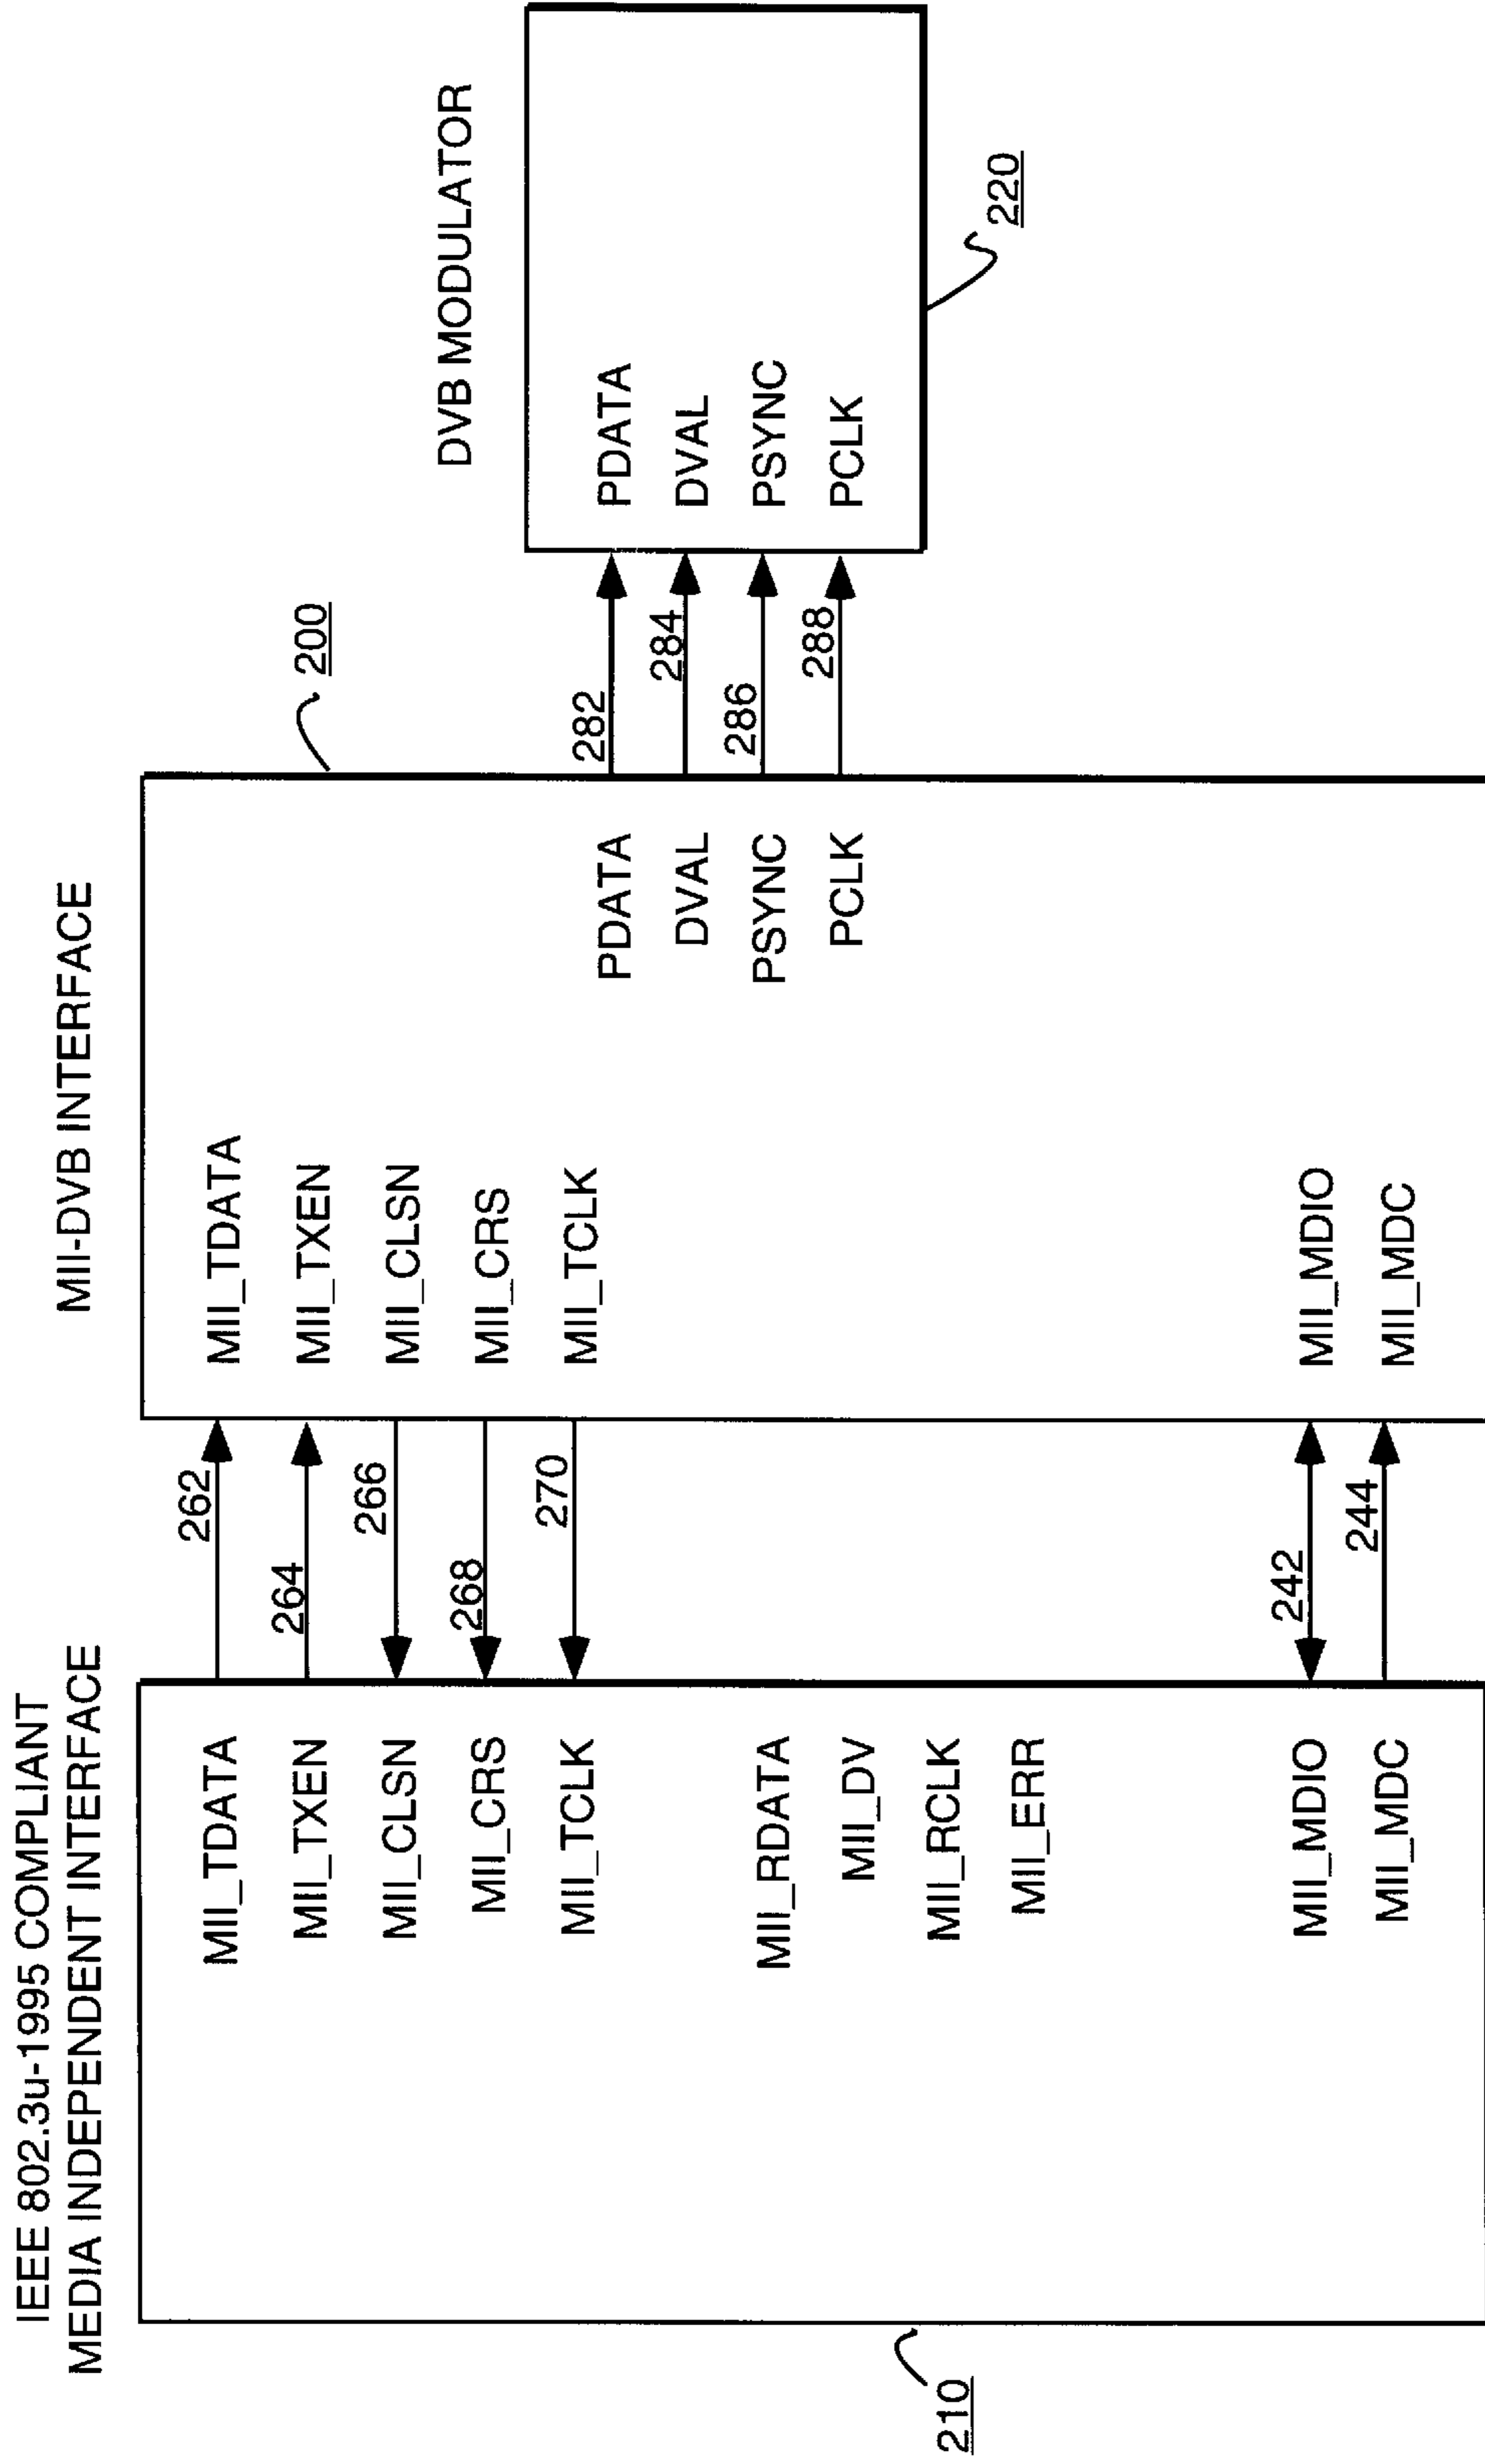 IEEE 802.3u-1995 COMPLIANT
MEDIA INDEPENDENT INTERFACE
MII_TDATA
MII_TXEN
MII_CLSN
MII_CRS
MII_TCLK
MII_RDATA
MII_DV
MII_RCLK
MII_ERR
MII_MDIO
MII_MDC
210
262
264
266
268
270
242
244
MII-DVB INTERFACE
MII_TDATA
MII_TXEN
MII_CLSN
MII_CRS
MII_TCLK
MII_MDIO
MII_MDC
PDATA
DVAL
PSYNC
PCLK
200
282
284
286
288
DVB MODULATOR
PDATA
DVAL
PSYNC
PCLK
220